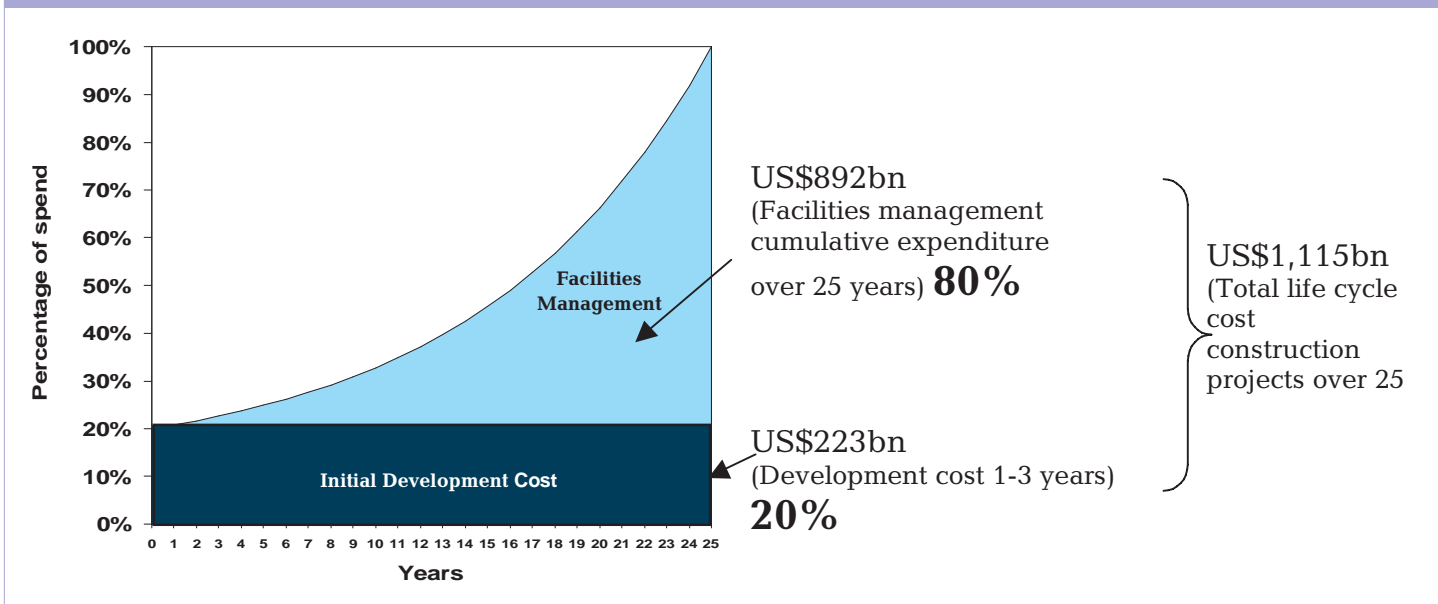 100%
90%
80%
70%
60%
50%
40%
30%
20%
10%
0%
Percentage of spend
0 1 2 3 4 5 6 7 8 9 10 11 12 13 14 15 16 17 18 19 20 21 22 23 24 25
Years
Facilities
Management
Initial Development Cost
US$892bn
(Facilities management
cumulative expenditure
over 25 years) 80%
US$223bn
(Development cost 1-3 years)
20%
US$1,115bn
(Total life cycle
cost
construction
projects over 25